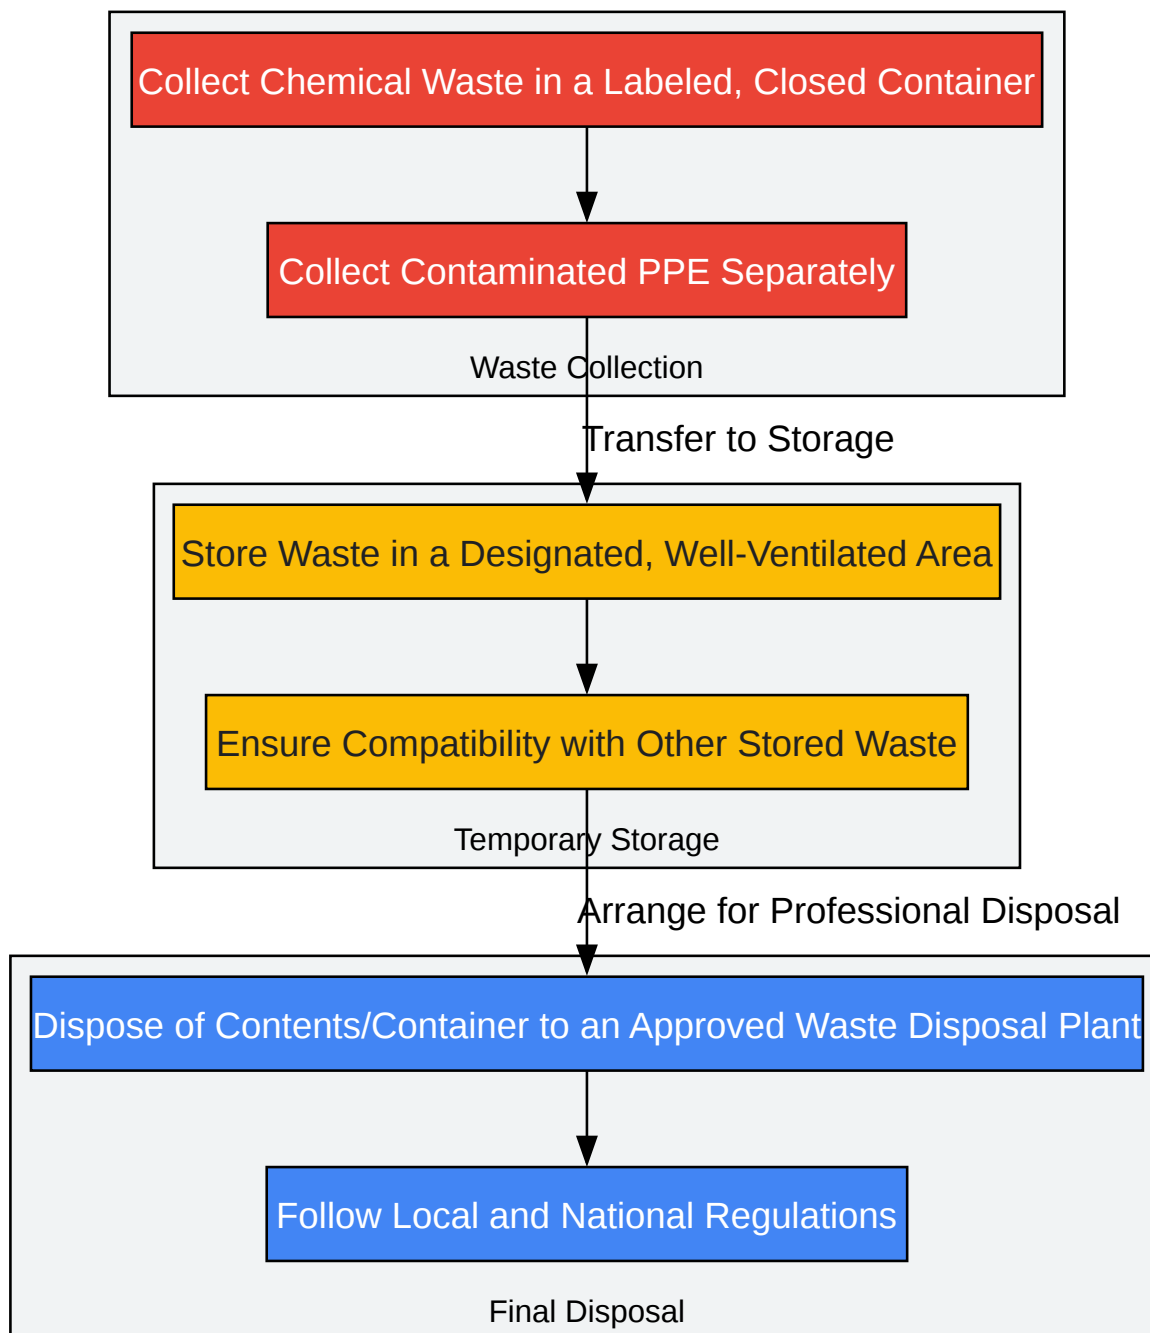 Collect Chemical Waste in a Labeled, Closed Container
Collect Contaminated PPE Separately
Waste Collection
Transfer to Storage
Store Waste in a Designated, Well-Ventilated Area
Ensure Compatibility with Other Stored Waste
Temporary Storage
Arrange for Professional Disposal
Dispose of Contents/Container to an Approved Waste Disposal Plant
Follow Local and National Regulations
Final Disposal